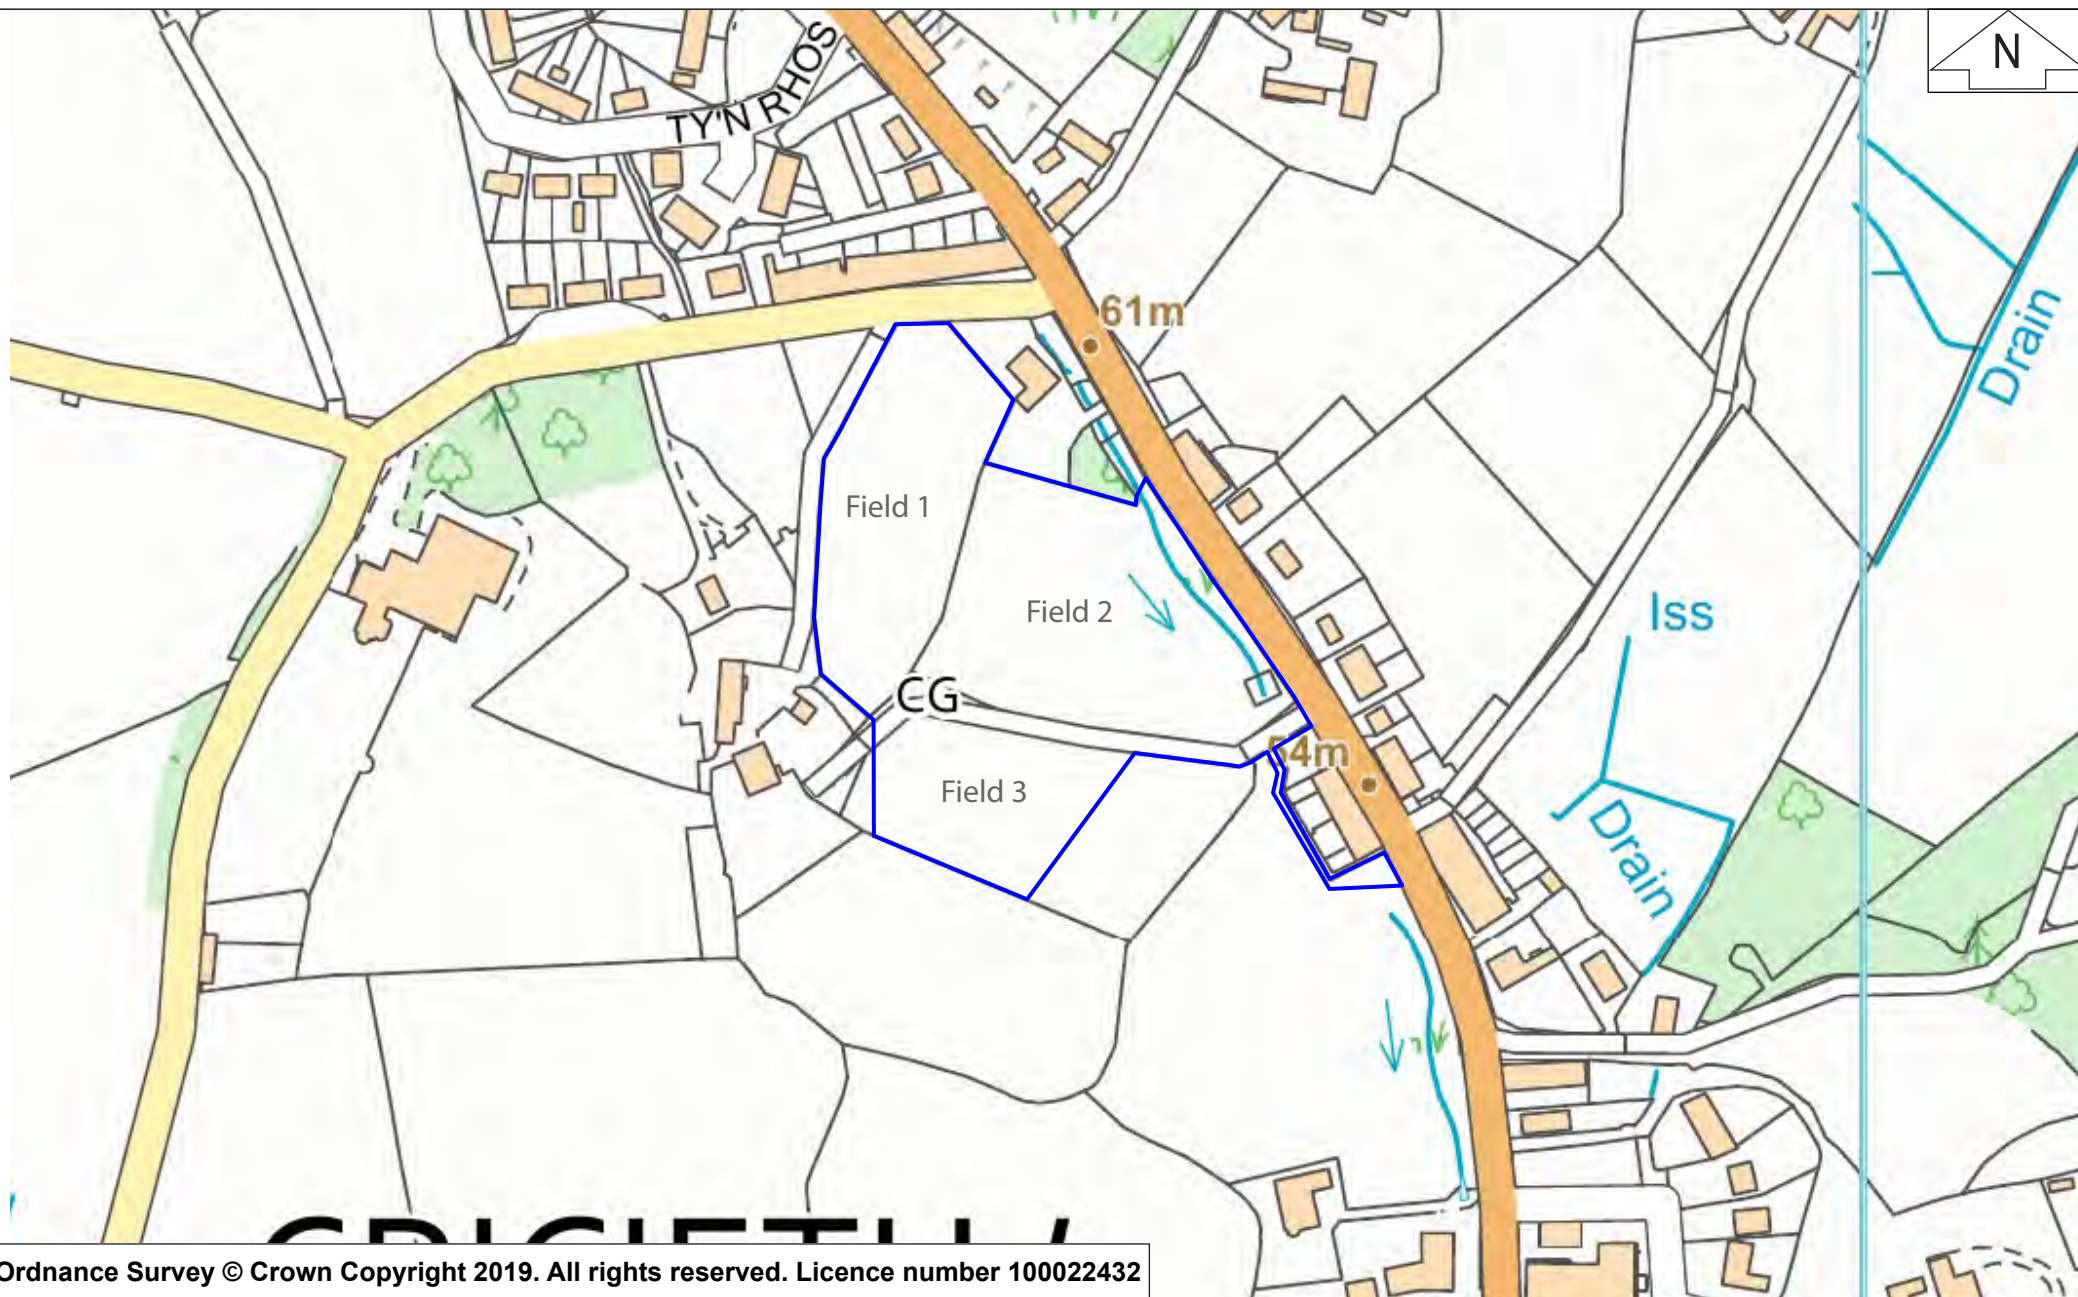 N
TY'N RHOS
61m
Drain
Field 1
Field 2
Iss
CG
54m
Field 3
Drain
CRICIETH /
Ordnance Survey © Crown Copyright 2019. All rights reserved. Licence number 100022432